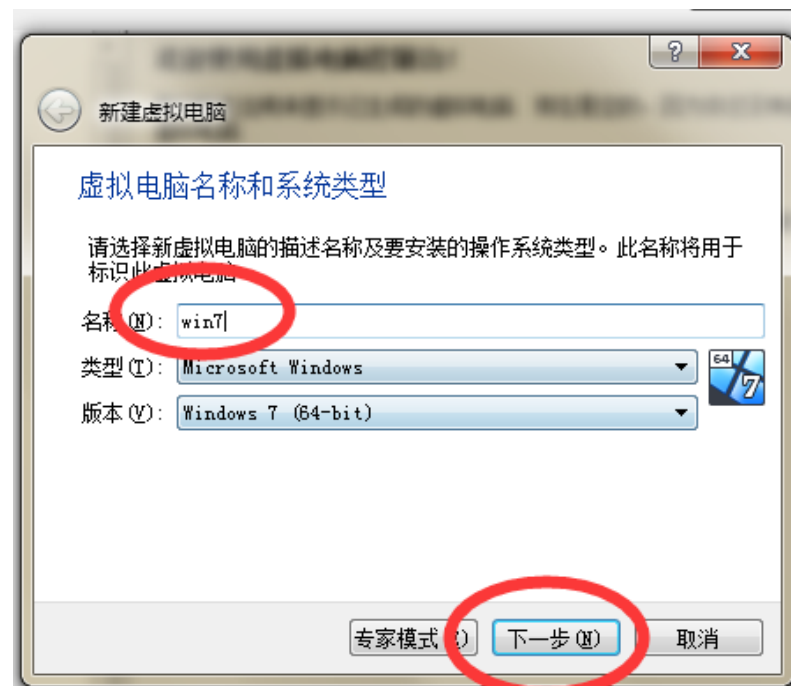 新建虚拟电脑
虚拟电脑名称和系统类型
请选择新虚拟电脑的描述名称及要安装的操作系统类型。此名称将用于
标识此虚拟电脑
名称(N): win7
类型(T): Microsoft Windows
64
7
版本(V): Windows 7 (64-bit)
专家模式 下一步(N) 取消